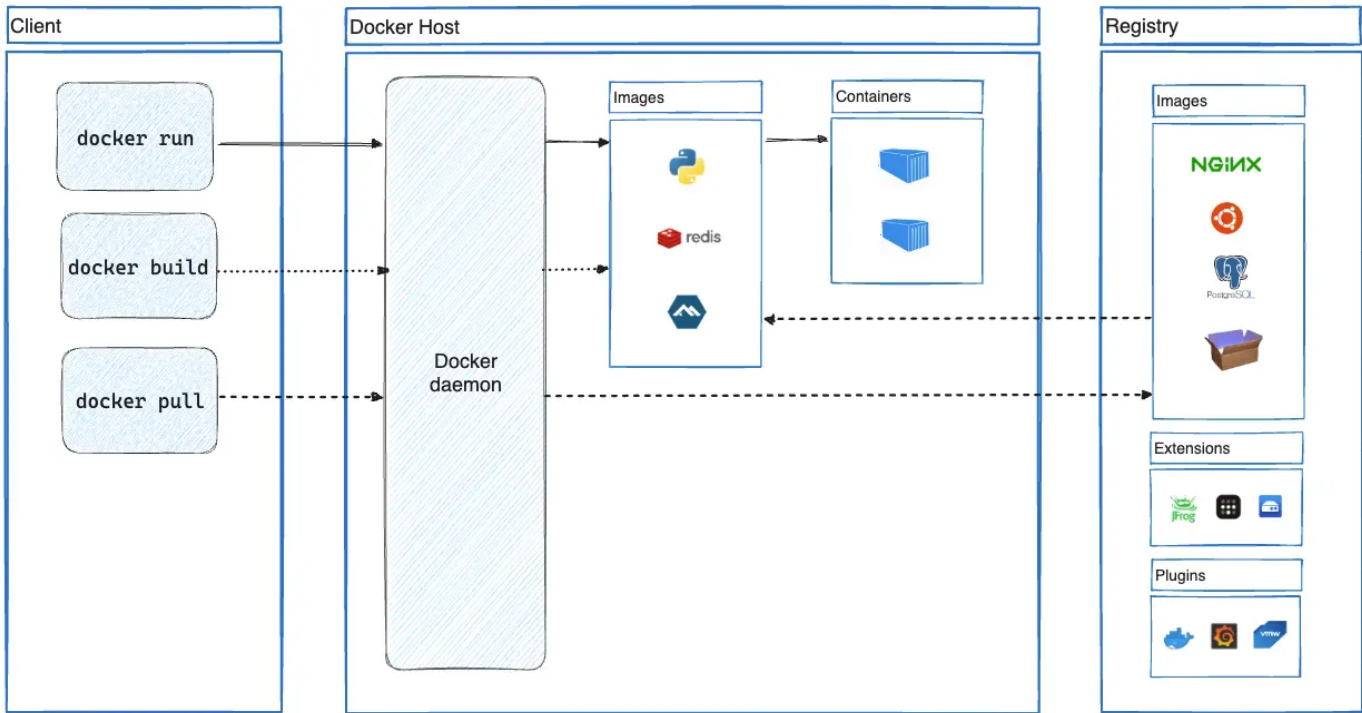 Client
docker run
docker build
docker pull
Docker Host
Docker
daemon
Images
redis
Containers
Registry
Images
NGINX
PostgreSQL
Extensions
JFrog
Plugins
vmw